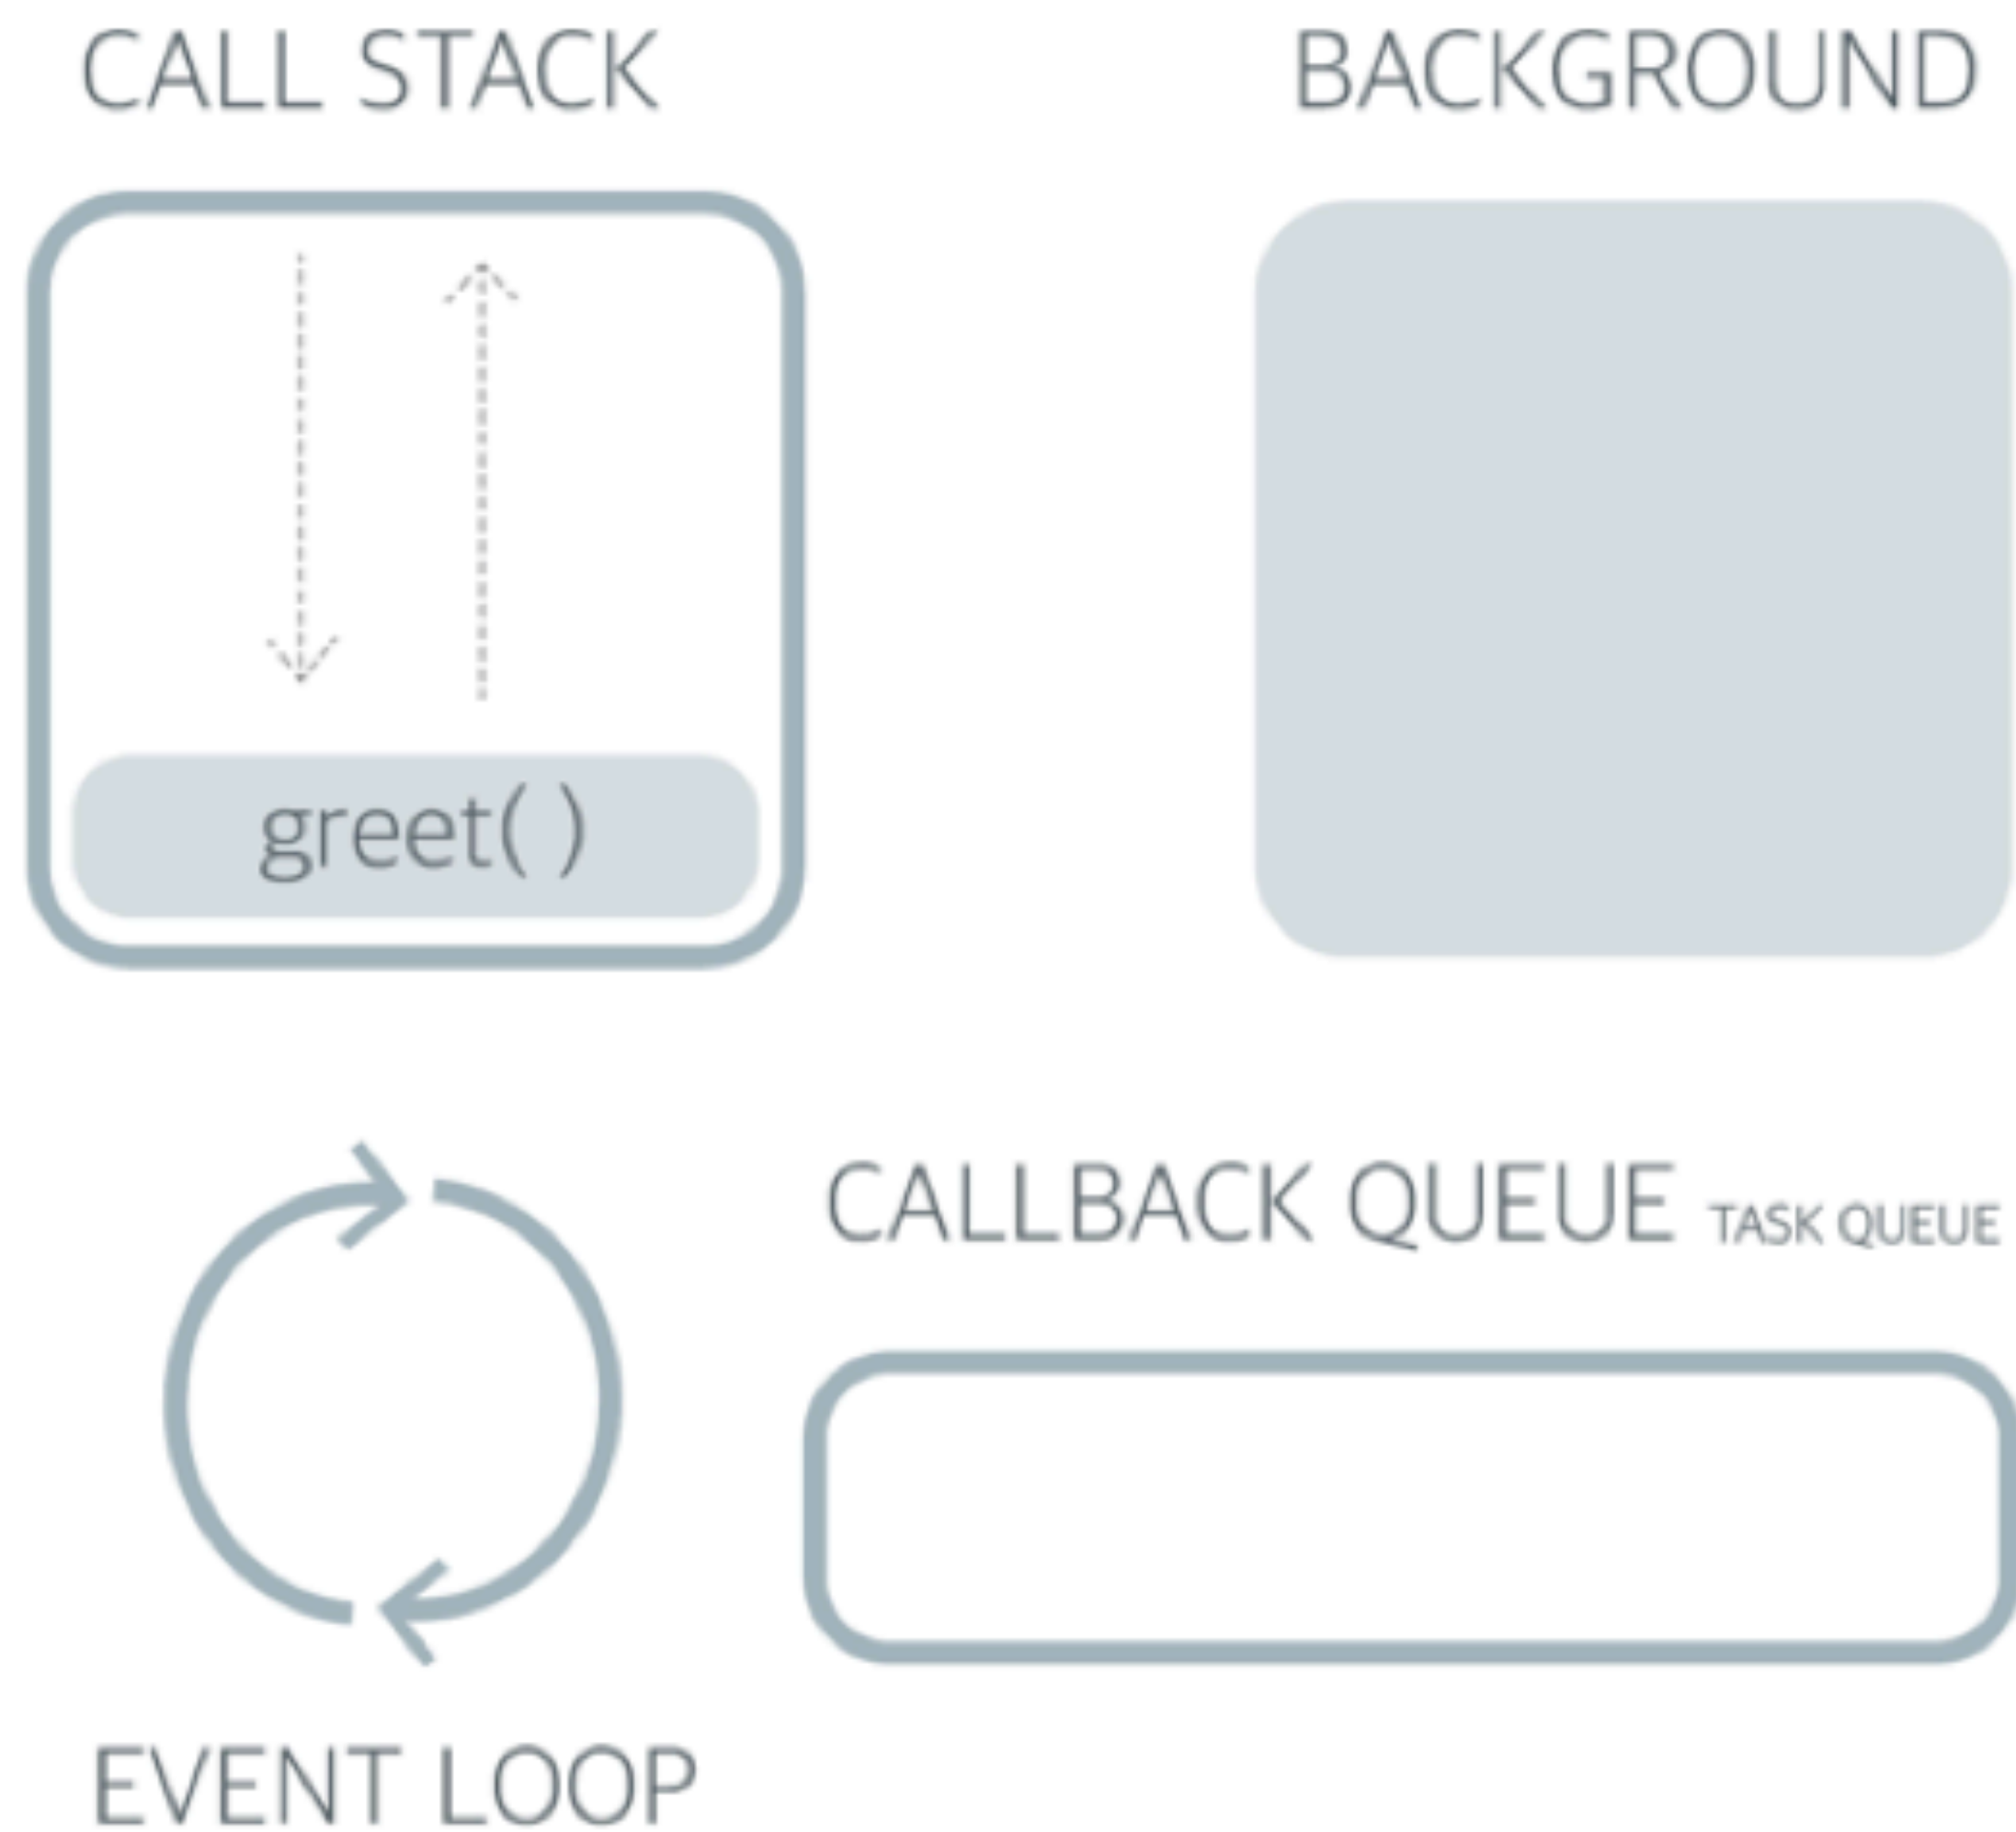 CALL STACK
BACKGROUND
greet( )
CALLBACK QUEUE TASK QUEUE
EVENT LOOP